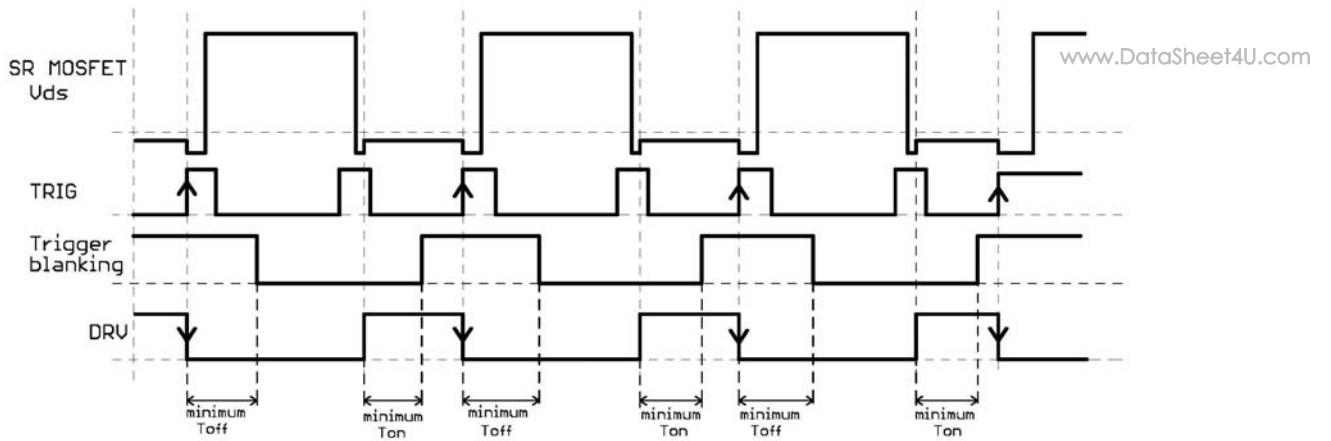 www.DataSheet4U.com
SR MOSFET
Vds
TRIG
Trigger
blanking
DRV
minimum
Toff
minimum
Ton
minimum
Toff
minimum
Ton
minimum
Toff
minimum
Ton